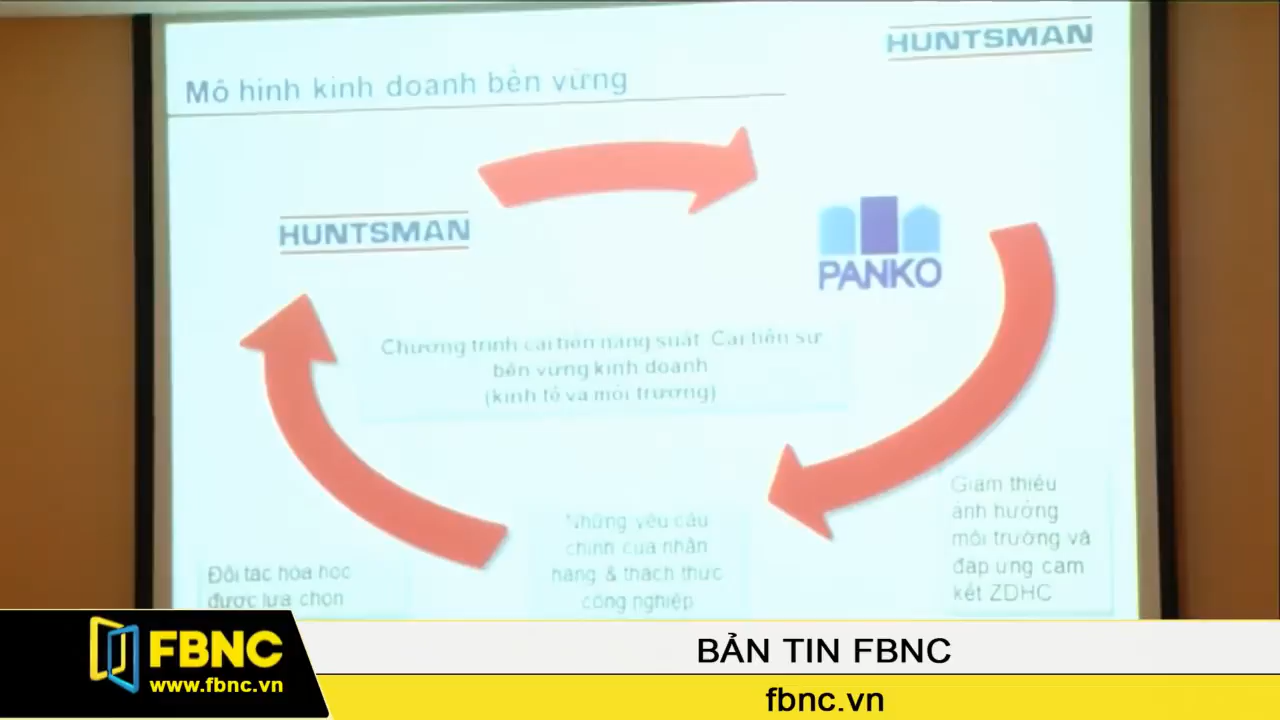 HUNTSMAN
Mô hình kinh doanh bền vững
HUNTSMAN
PANKO
Chương trình cải tiến năng suất. Cải tiến sự
bền vững kinh doanh
(kinh tế và môi trường)
Giảm thiểu
ảnh hưởng
môi trường và
đáp ứng cam
kết ZDHC
Những yêu cầu
chính của nhãn
hàng & thách thức
công nghiệp
Đối tác hóa học
được lựa chọn
FBNC
www.fbnc.vn
BẢN TIN FBNC
fbnc.vn